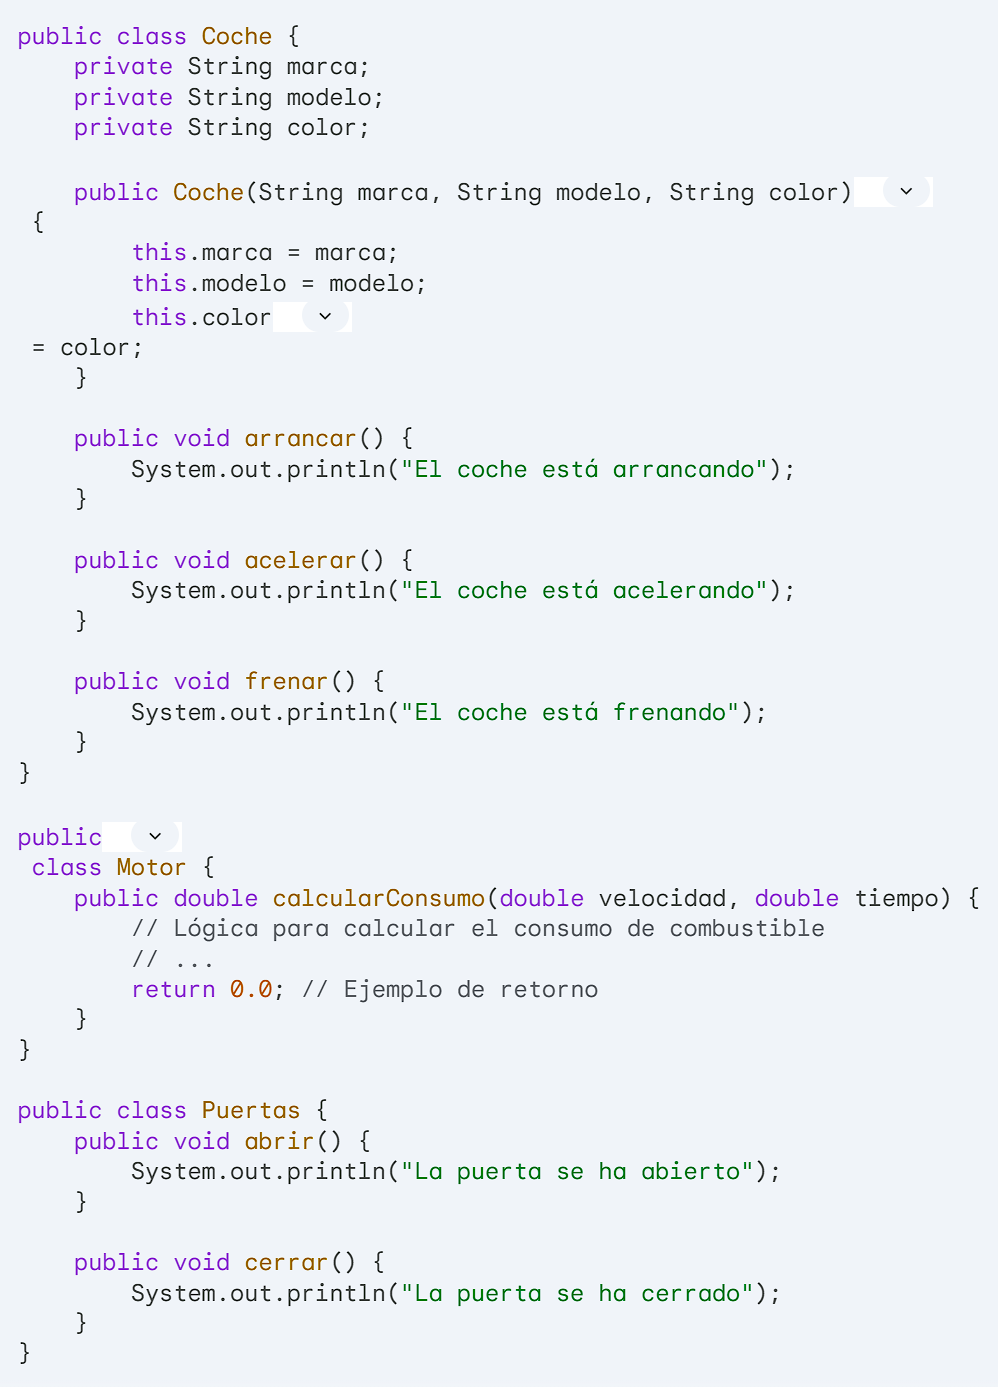 public class Coche {
    private String marca;
    private String modelo;
    private String color;

    public Coche(String marca, String modelo, String color)
 {
        this.marca = marca;
        this.modelo = modelo;
        this.color
 = color;
    }

    public void arrancar() {
        System.out.println("El coche está arrancando");
    }

    public void acelerar() {
        System.out.println("El coche está acelerando");
    }

    public void frenar() {
        System.out.println("El coche está frenando");
    }
}

public
 class Motor {
    public double calcularConsumo(double velocidad, double tiempo) {
        // Lógica para calcular el consumo de combustible
        // ...
        return 0.0; // Ejemplo de retorno
    }
}

public class Puertas {
    public void abrir() {
        System.out.println("La puerta se ha abierto");
    }

    public void cerrar() {
        System.out.println("La puerta se ha cerrado");
    }
}